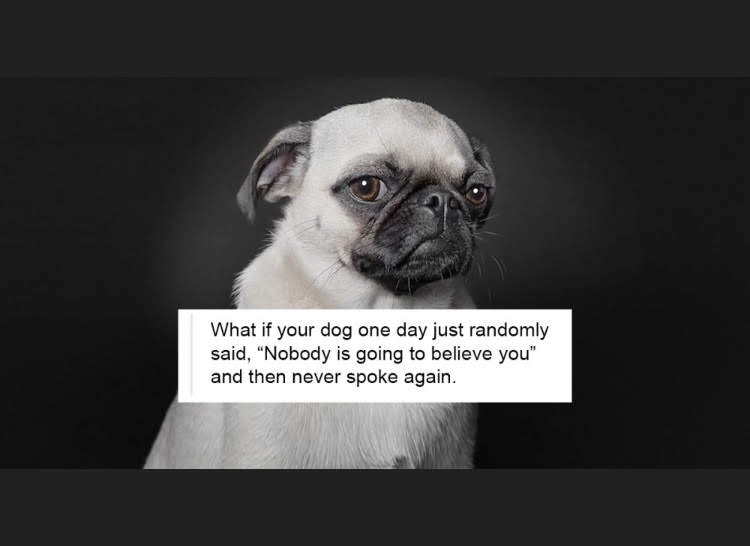 What if your dog one day just randomly
said, “Nobody is going to believe you”
and then never spoke again.